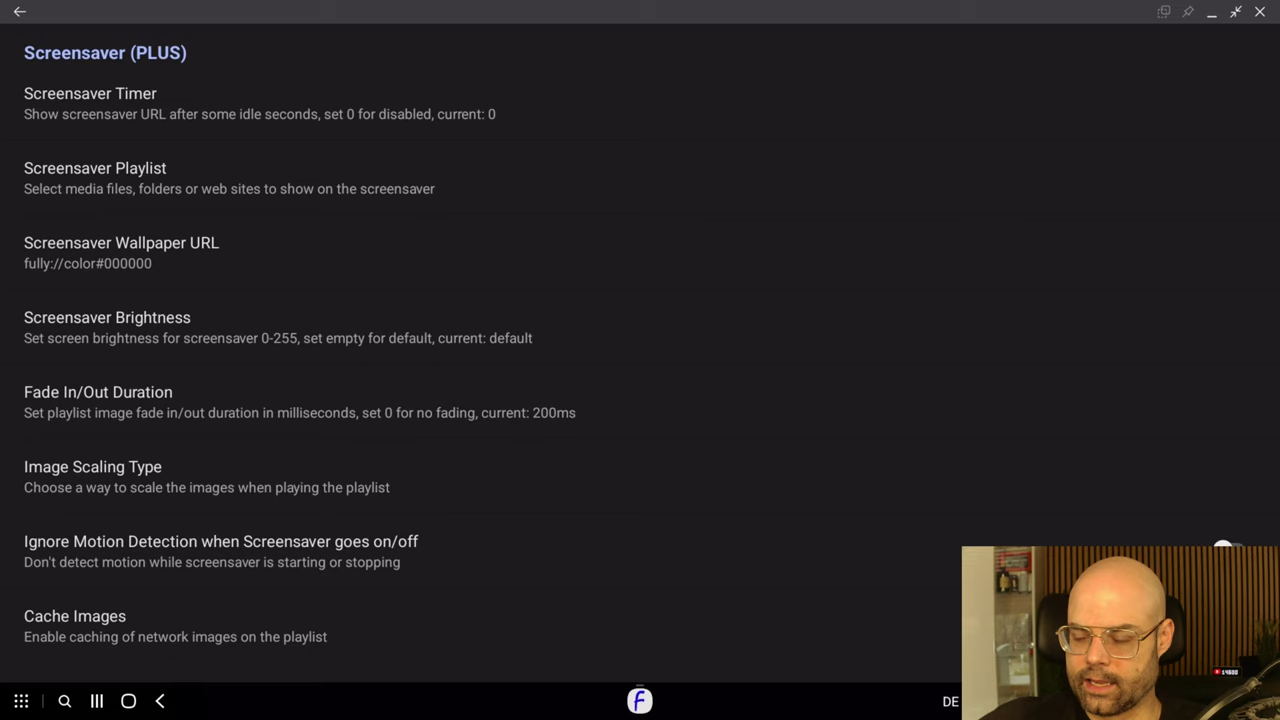 Screensaver (PLUS)
Screensaver Timer
Show screensaver URL after some idle seconds, set 0 for disabled, current: 0
Screensaver Playlist
Select media files, folders or web sites to show on the screensaver
Screensaver Wallpaper URL
fully://color#000000
Screensaver Brightness
Set screen brightness for screensaver 0-255, set empty for default, current: default
Fade In/Out Duration
Set playlist image fade in/out duration in milliseconds, set 0 for no fading, current: 200ms
Image Scaling Type
Choose a way to scale the images when playing the playlist
Ignore Motion Detection when Screensaver goes on/off
Don't detect motion while screensaver is starting or stopping
Cache Images
Enable caching of network images on the playlist
f
DE